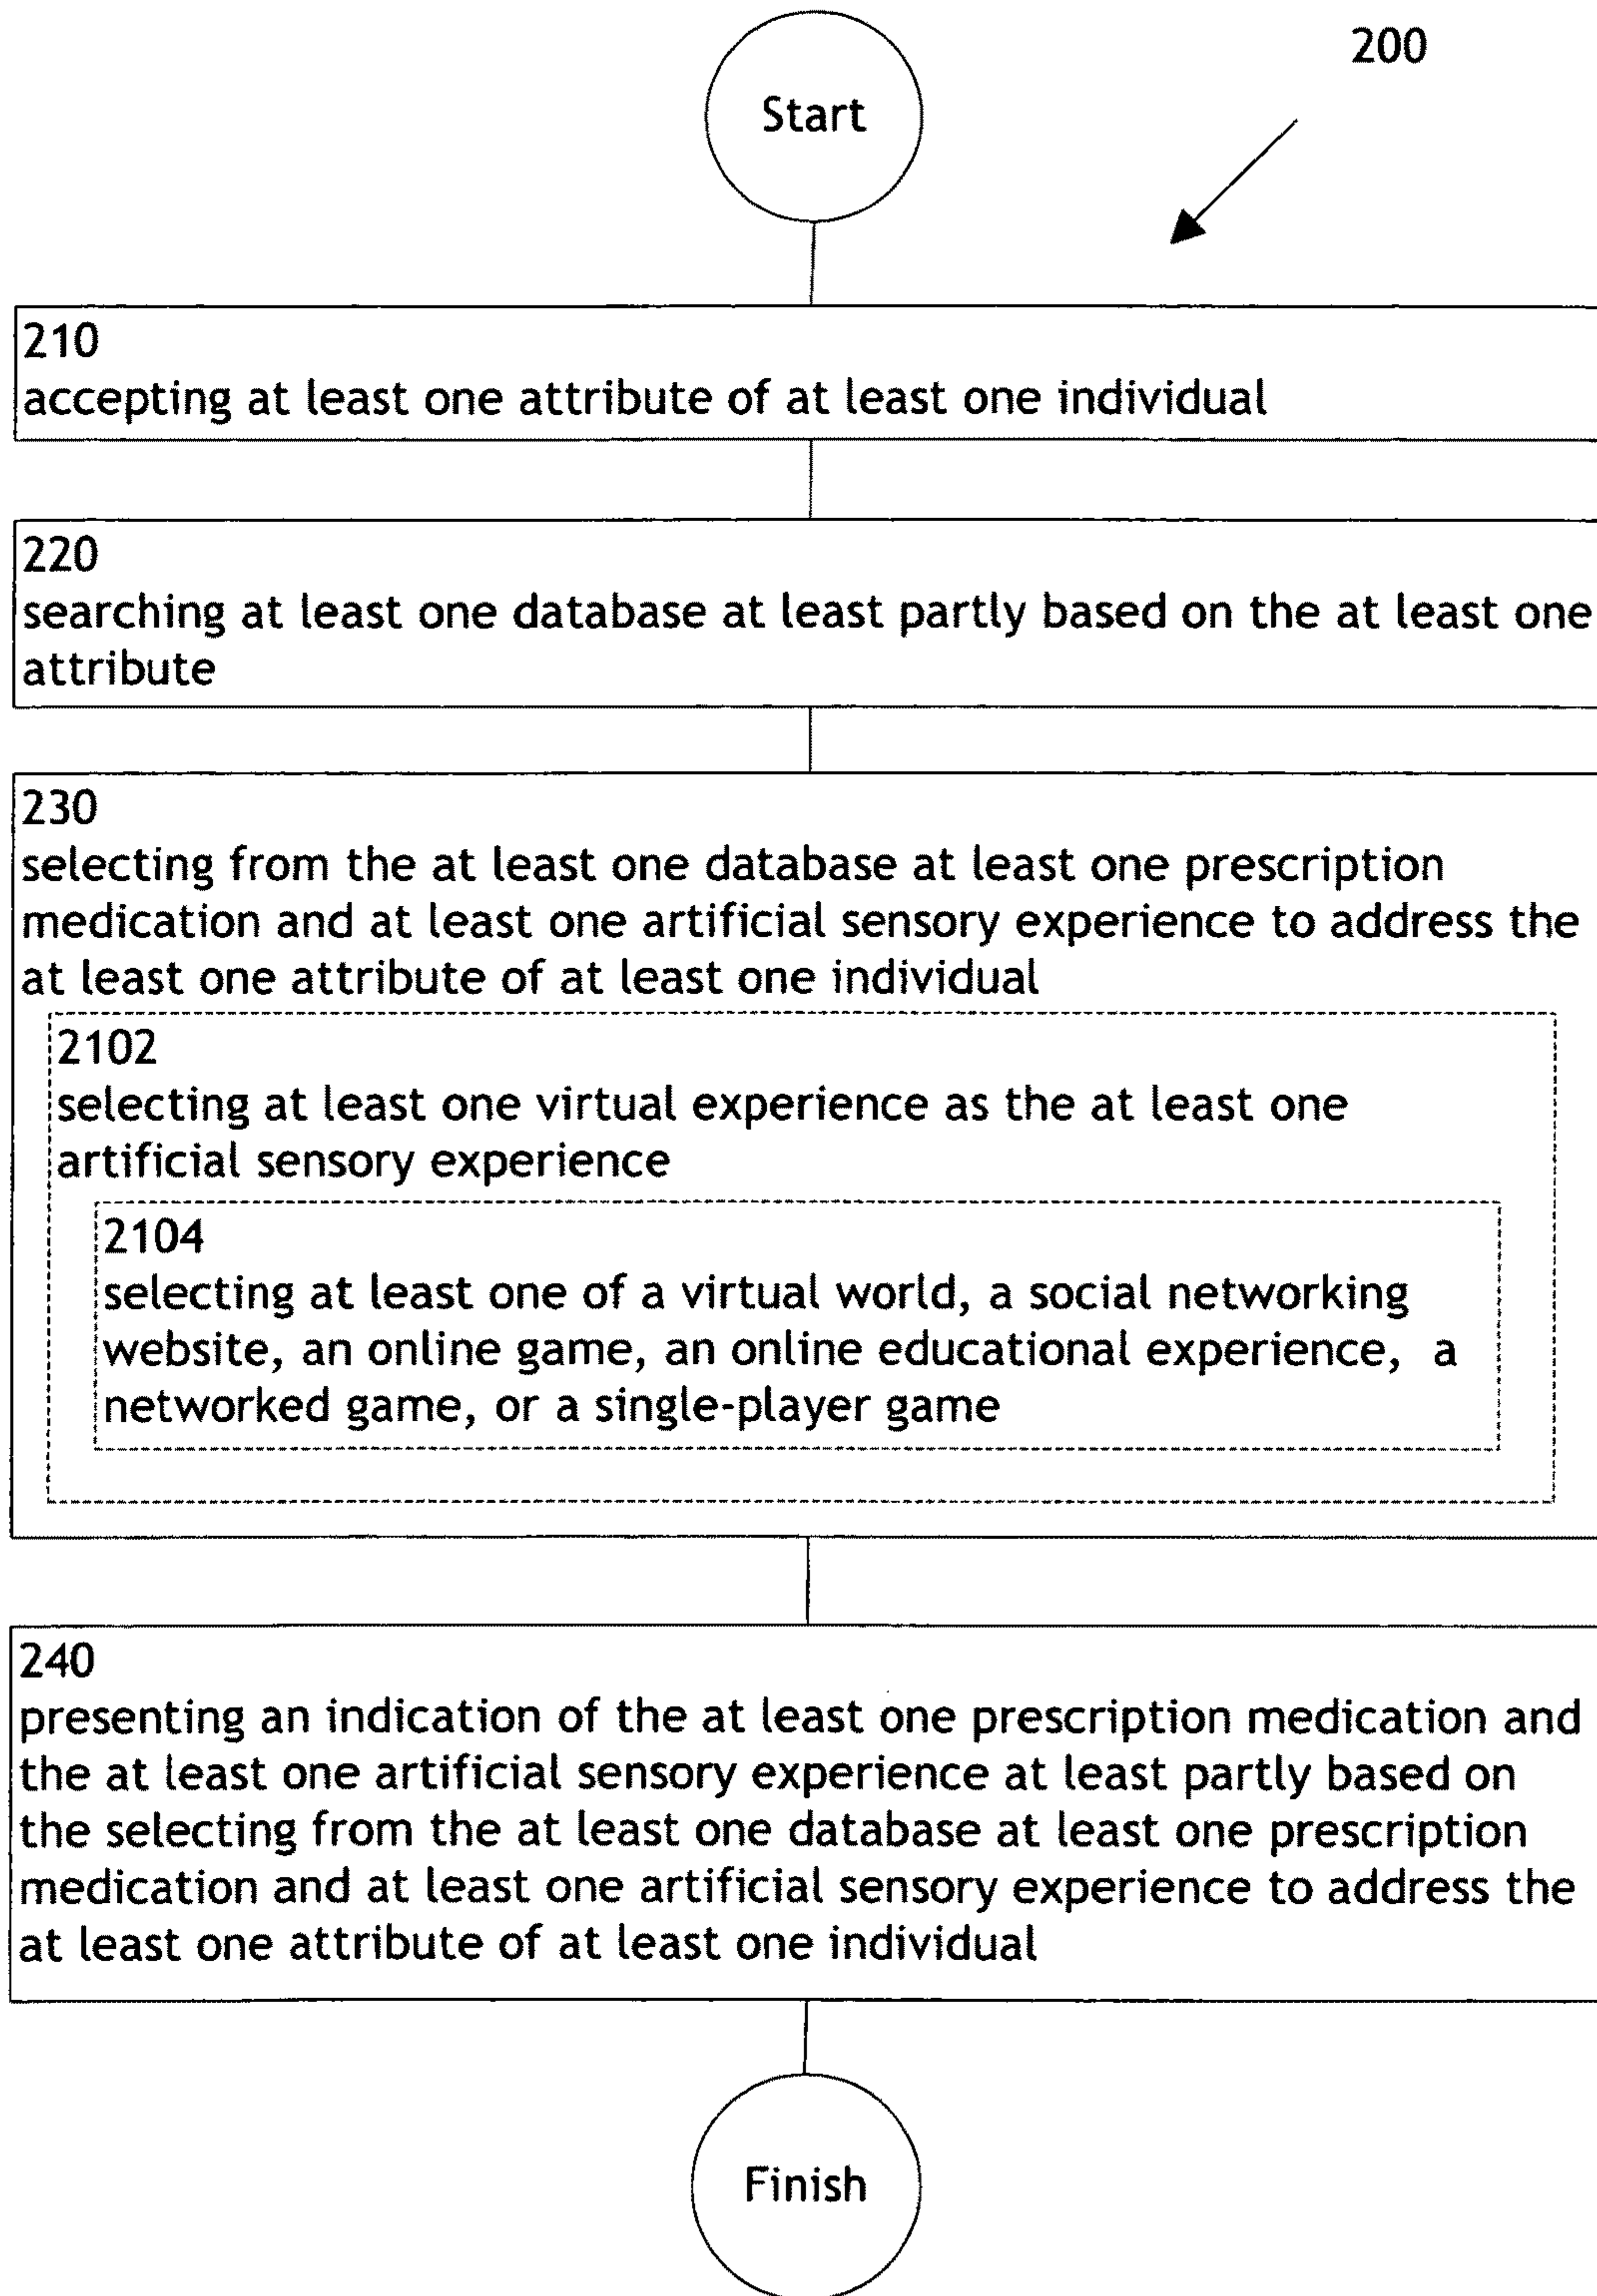 200
Start
210
accepting at least one attribute of at least one individual
220
searching at least one database at least partly based on the at least one
attribute
230
selecting from the at least one database at least one prescription
medication and at least one artificial sensory experience to address the
at least one attribute of at least one individual
2102
selecting at least one virtual experience as the at least one
artificial sensory experience
2104
selecting at least one of a virtual world, a social networking
website, an online game, an online educational experience, a
networked game, or a single-player game
240
presenting an indication of the at least one prescription medication and
the at least one artificial sensory experience at least partly based on
the selecting from the at least one database at least one prescription
medication and at least one artificial sensory experience to address the
at least one attribute of at least one individual
Finish